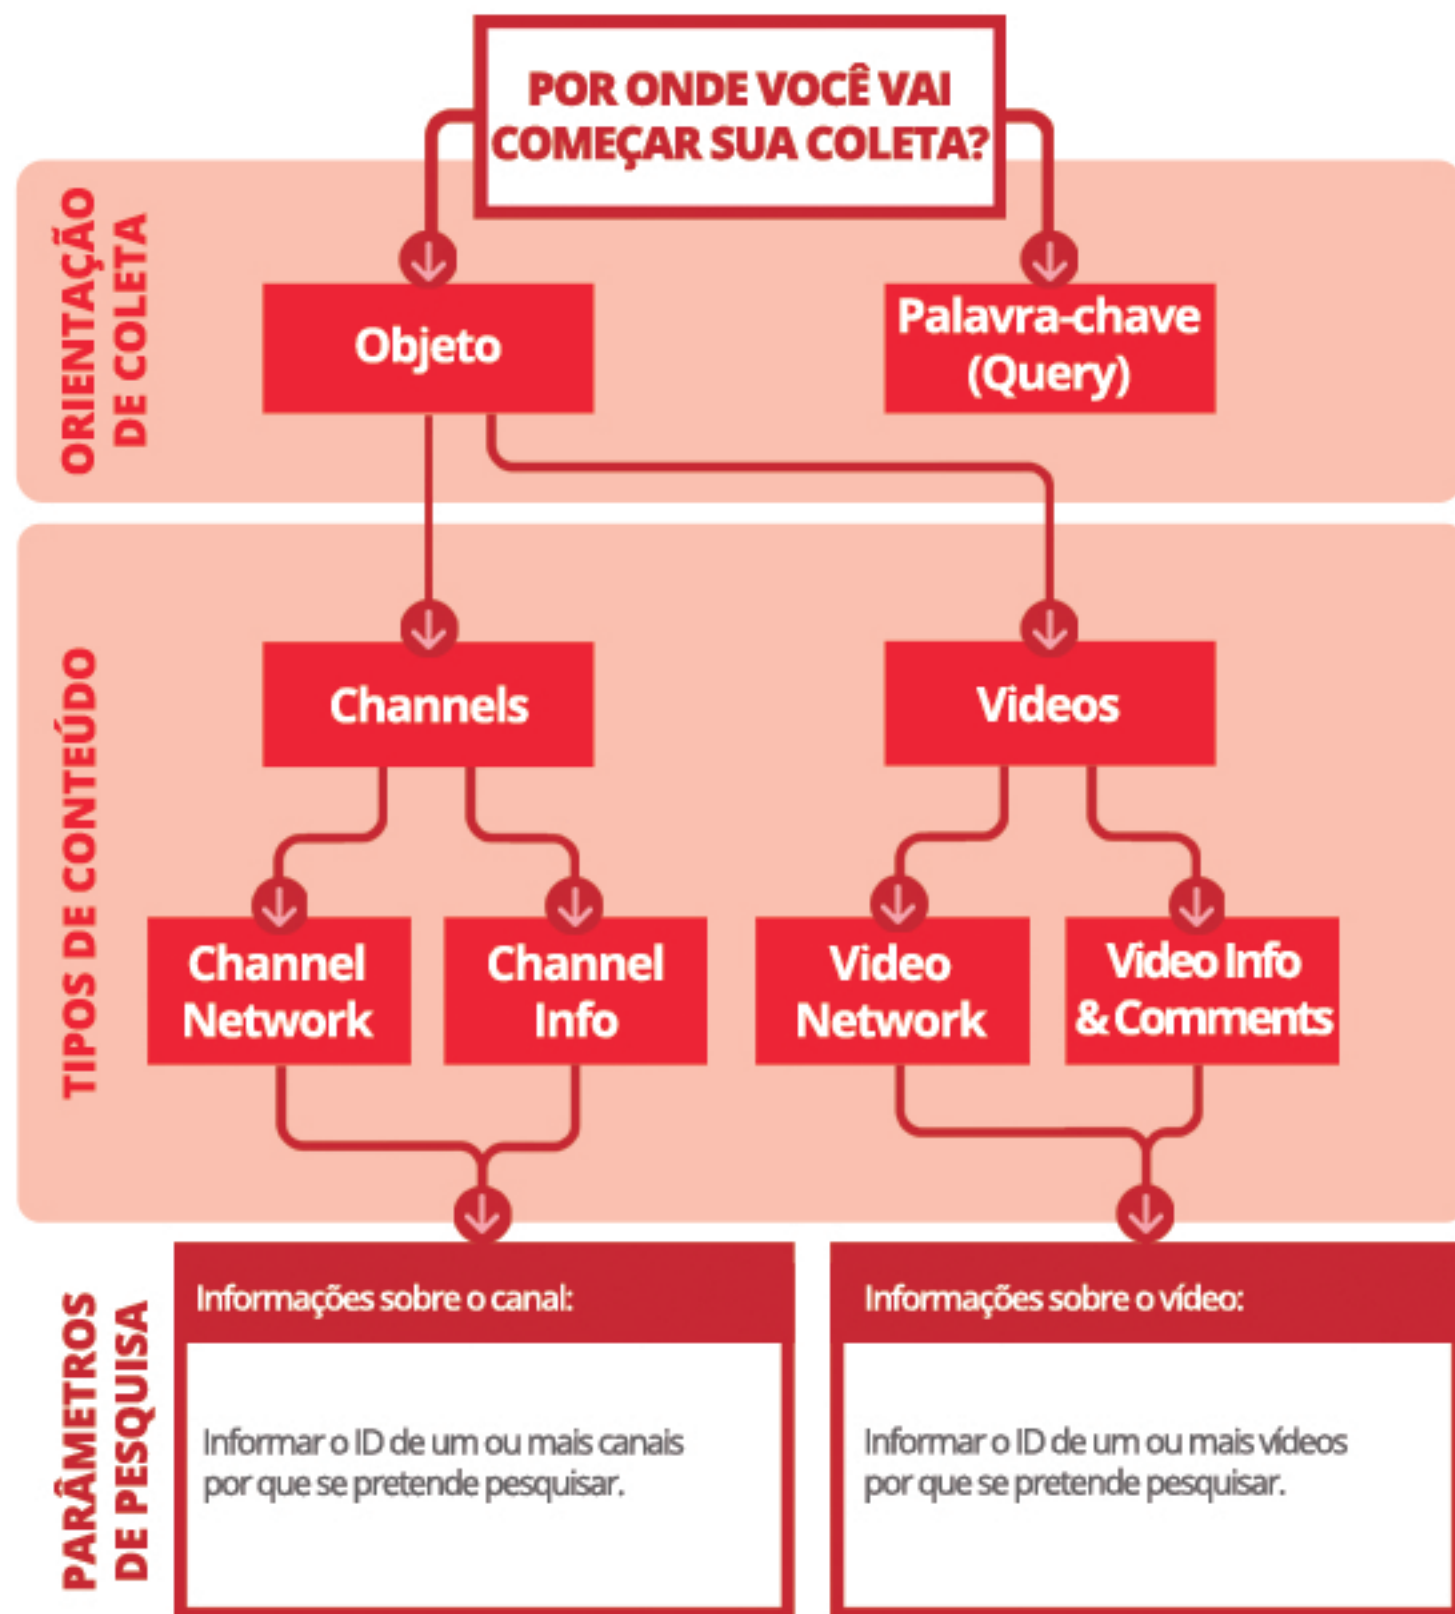 POR ONDE VOCÊ VAI
COMEÇAR SUA COLETA?
ORIENTAÇÃO
DE COLETA
Objeto
Palavra-chave
(Query)
TIPOS DE CONTEÚDO
Channels
Videos
Channel
Network
Channel
Info
Video
Network
Video Info
& Comments
PARÂMETROS
DE PESQUISA
Informações sobre o canal:
Informar o ID de um ou mais canais
por que se pretende pesquisar.
Informações sobre o vídeo:
Informar o ID de um ou mais vídeos
por que se pretende pesquisar.